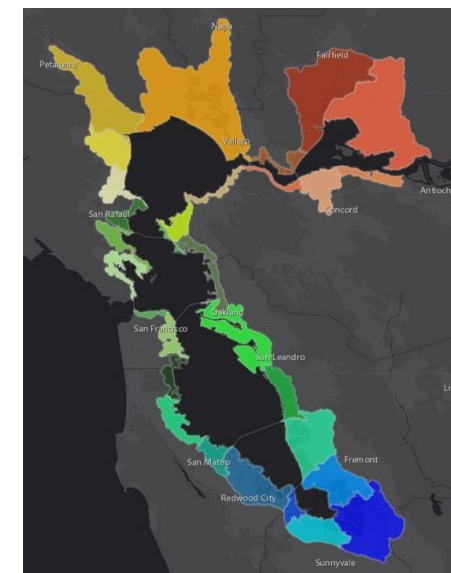 Napa
Fairfield
Petaluma
Vallejo
Antioch
Concord
San Rafael
Oakland
San Francisco
San Leandro
San Mateo
Fremont
Redwood City
Sunnyvale